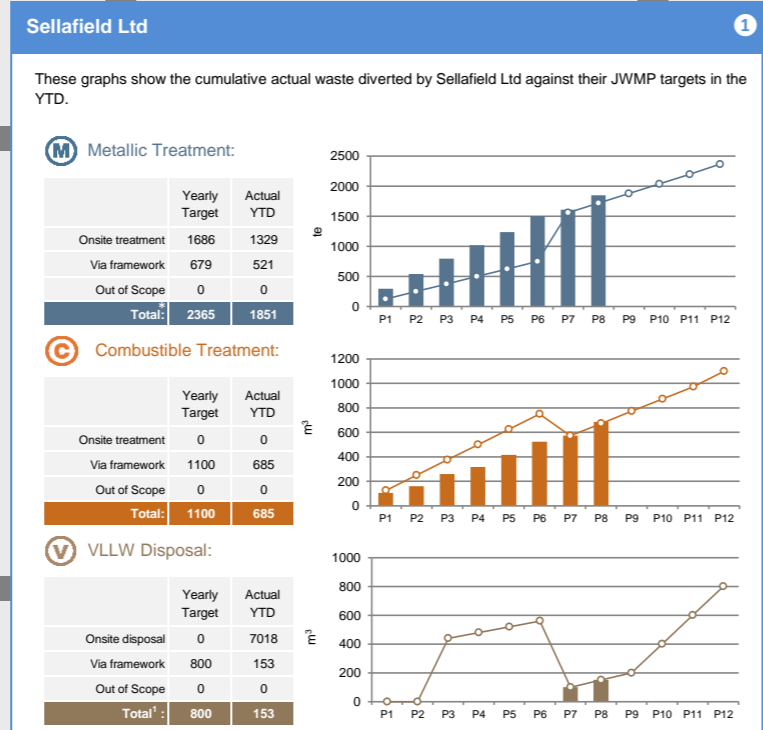 Sellafield Ltd
1
These graphs show the cumulative actual waste diverted by Sellafield Ltd against their JWMP targets in the
YTD.
M Metallic Treatment:
Yearly Target Actual YTD
Onsite treatment 1686 1329
Via framework 679 521
Out of Scope 0 0
Total:* 2365 1851
2500
2000
1500
1000
500
0
te
P1 P2 P3 P4 P5 P6 P7 P8 P9 P10 P11 P12
C Combustible Treatment:
Yearly Target Actual YTD
Onsite treatment 0 0
Via framework 1100 685
Out of Scope 0 0
Total: 1100 685
1200
1000
800
600
400
200
0
m³
P1 P2 P3 P4 P5 P6 P7 P8 P9 P10 P11 P12
V VLLW Disposal:
Yearly Target Actual YTD
Onsite disposal 0 7018
Via framework 800 153
Out of Scope 0 0
Total¹ : 800 153
1000
800
600
400
200
0
m³
P1 P2 P3 P4 P5 P6 P7 P8 P9 P10 P11 P12